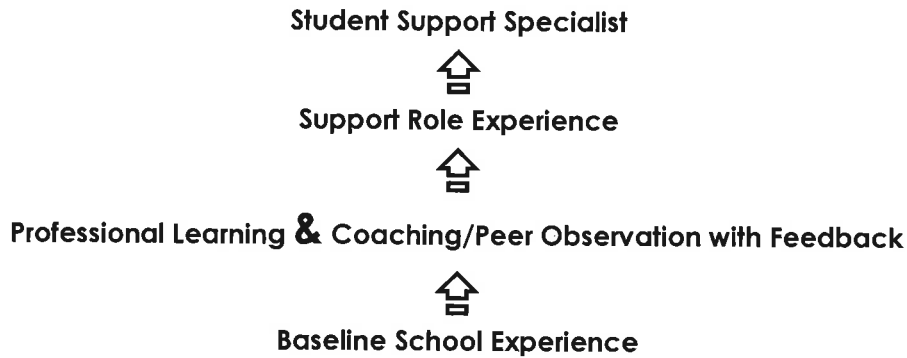 Student Support Specialist
Support Role Experience
Professional Learning & Coaching/Peer Observation with Feedback
Baseline School Experience